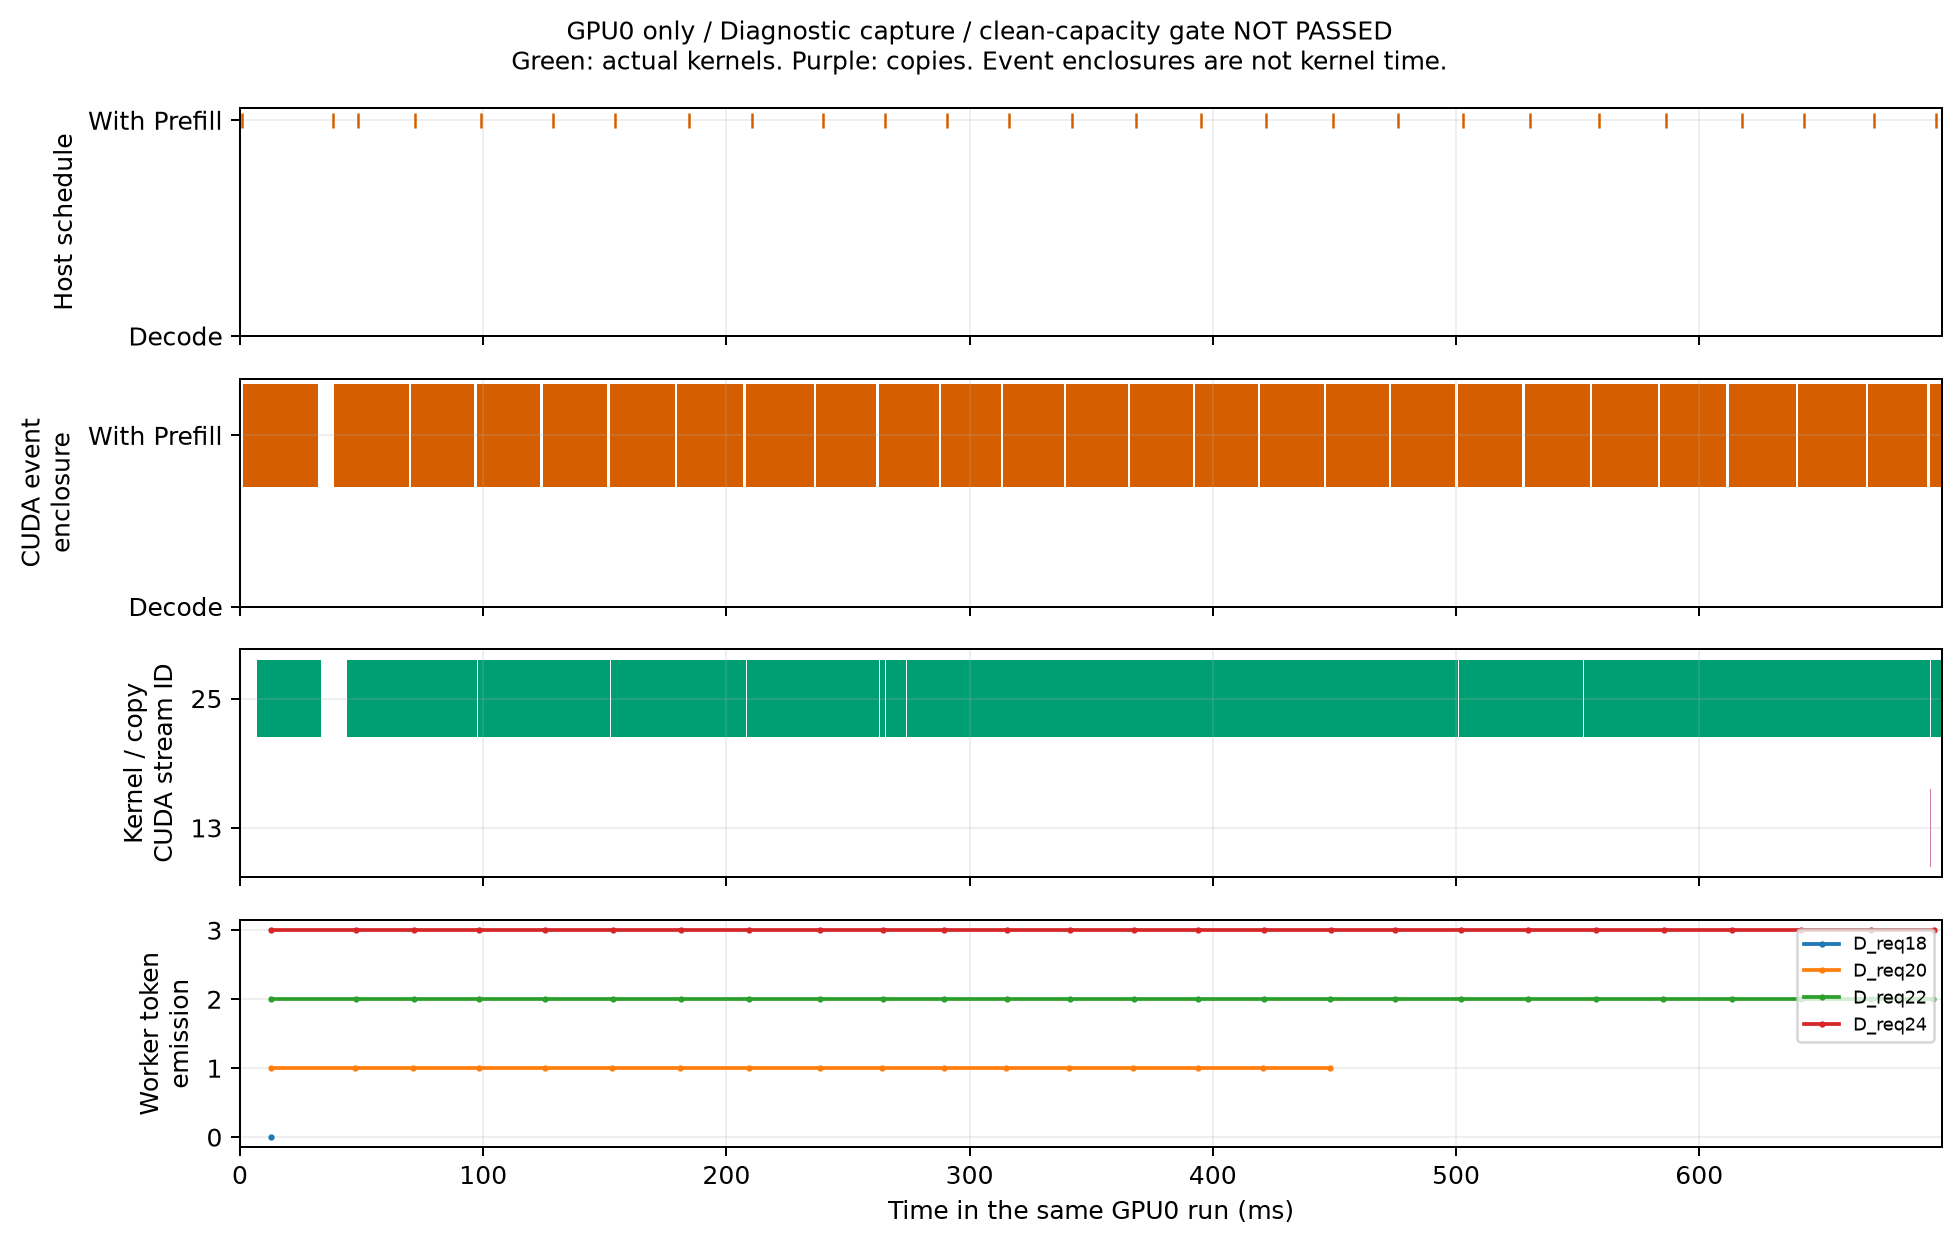 GPU0 only / Diagnostic capture / clean-capacity gate NOT PASSED
Green: actual kernels. Purple: copies. Event enclosures are not kernel time.
Host schedule
With Prefill
Decode
CUDA event
enclosure
With Prefill
Decode
Kernel / copy
CUDA stream ID
25
13
Worker token
emission
3
2
1
0
D_req18
D_req20
D_req22
D_req24
0 100 200 300 400 500 600
Time in the same GPU0 run (ms)